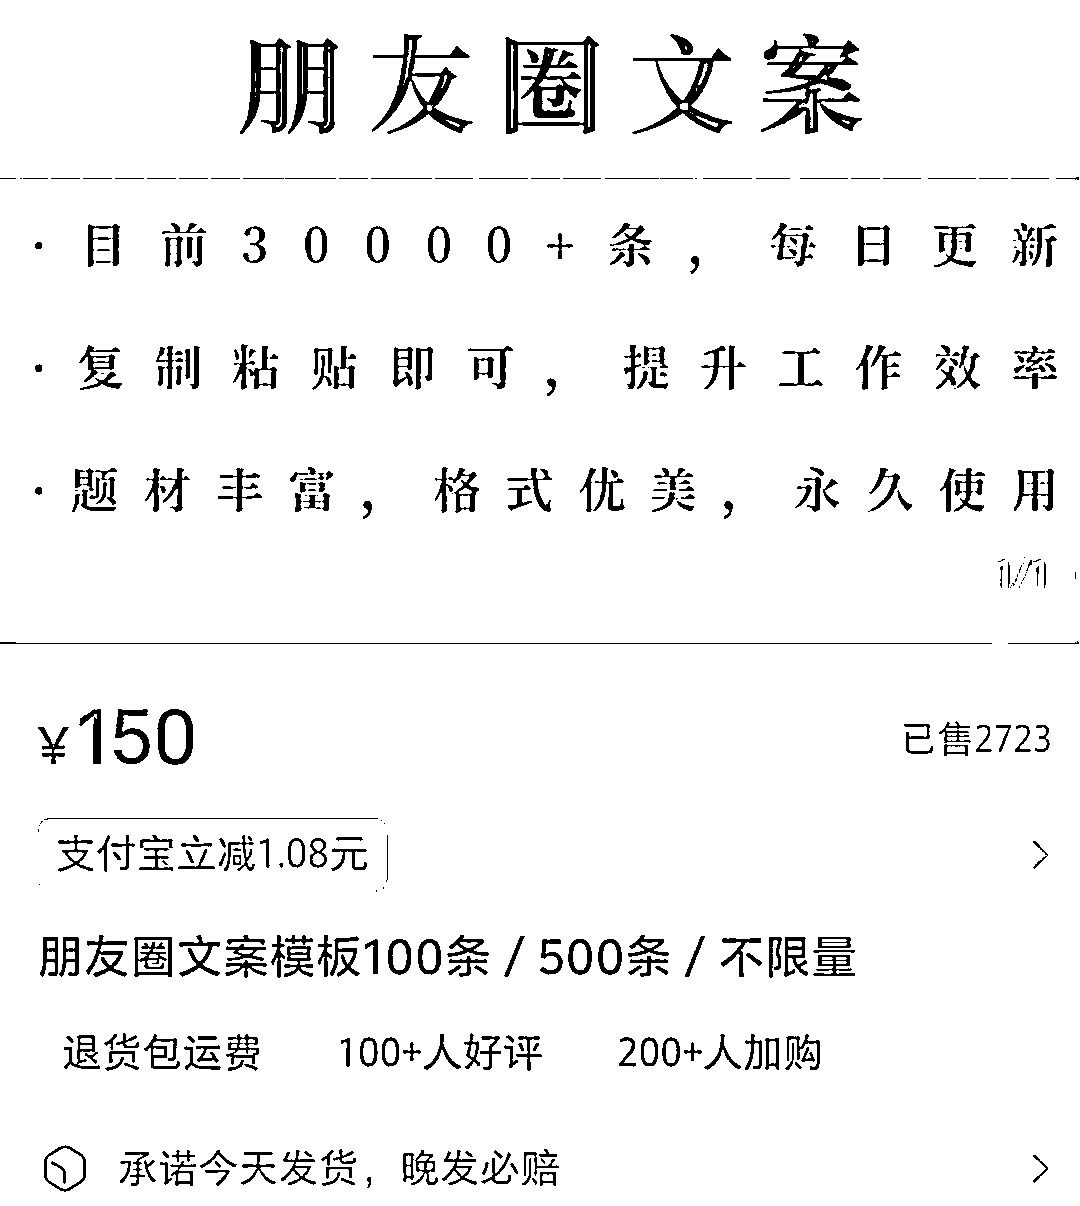 朋友圈文案
· 目前30000+条，每日更新
· 复制粘贴即可，提升工作效率
· 题材丰富，格式优美，永久使用
1/1
¥150 已售2723
支付宝立减1.08元
朋友圈文案模板100条 / 500条 / 不限量
退货包运费 100+人好评 200+人加购
承诺今天发货，晚发必赔